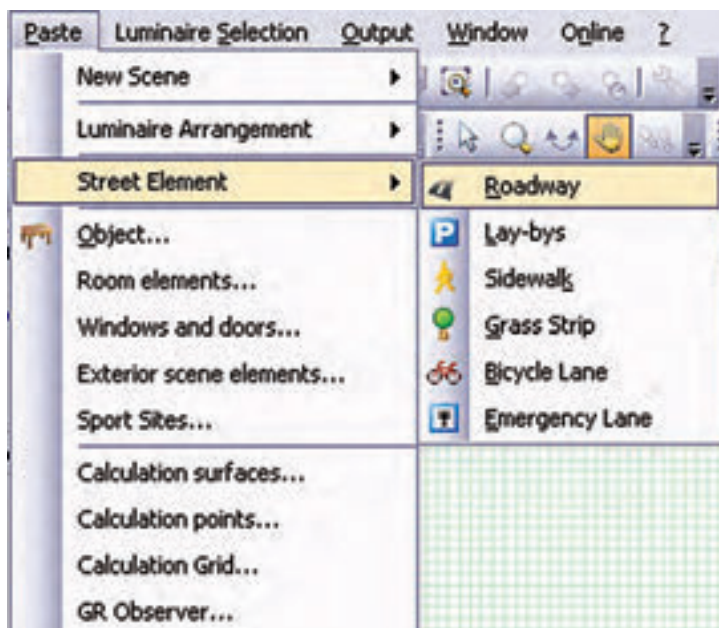 Paste Luminaire Selection Output Window Online ?
New Scene
Luminaire Arrangement
Street Element
Object...
Room elements...
Windows and doors...
Exterior scene elements...
Sport Sites...
Calculation surfaces...
Calculation points...
Calculation Grid...
GR Observer...
Roadway
P Lay-bys
Sidewalk
Grass Strip
Bicycle Lane
Emergency Lane